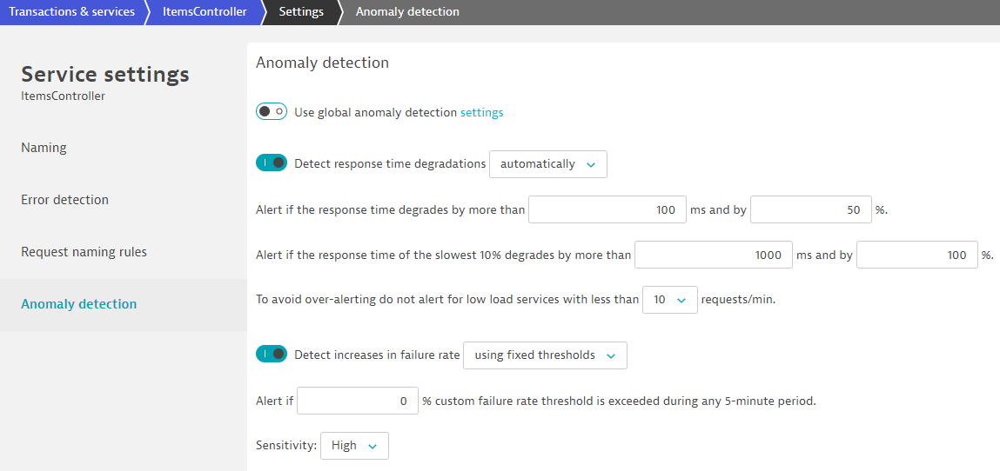 Transactions & services ItemsController Settings Anomaly detection
Service settings
ItemsController
Naming
Error detection
Request naming rules
Anomaly detection
Anomaly detection
Use global anomaly detection settings
Detect response time degradations automatically
Alert if the response time degrades by more than 100 ms and by 50 %.
Alert if the response time of the slowest 10% degrades by more than 1000 ms and by 100 %.
To avoid over-alerting do not alert for low load services with less than 10 requests/min.
Detect increases in failure rate using fixed thresholds
Alert if 0 % custom failure rate threshold is exceeded during any 5-minute period.
Sensitivity: High